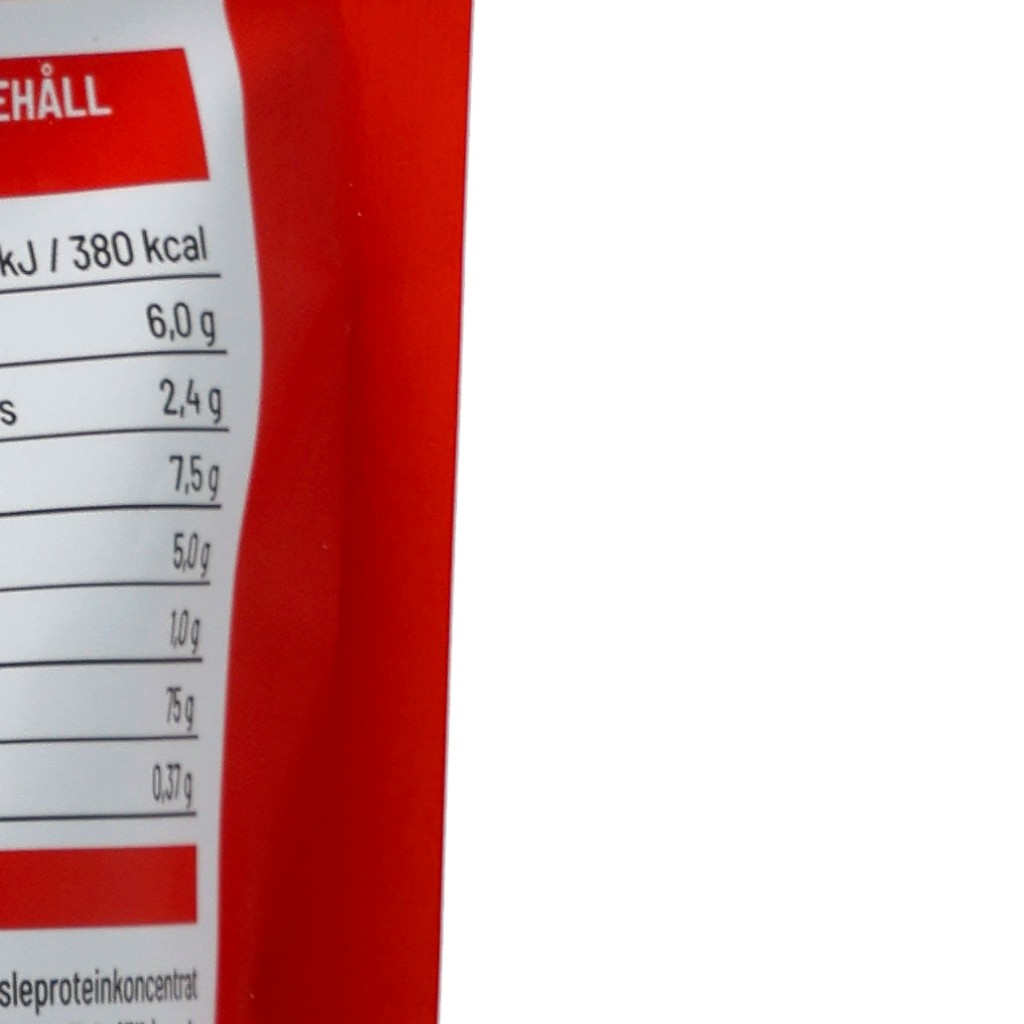 EHÅLL
kJ / 380 kcal
6,0 g
s 2,4 g
7,5 g
5,0 g
1,0 g
75 g
0,37 g
sleproteinkoncentrat